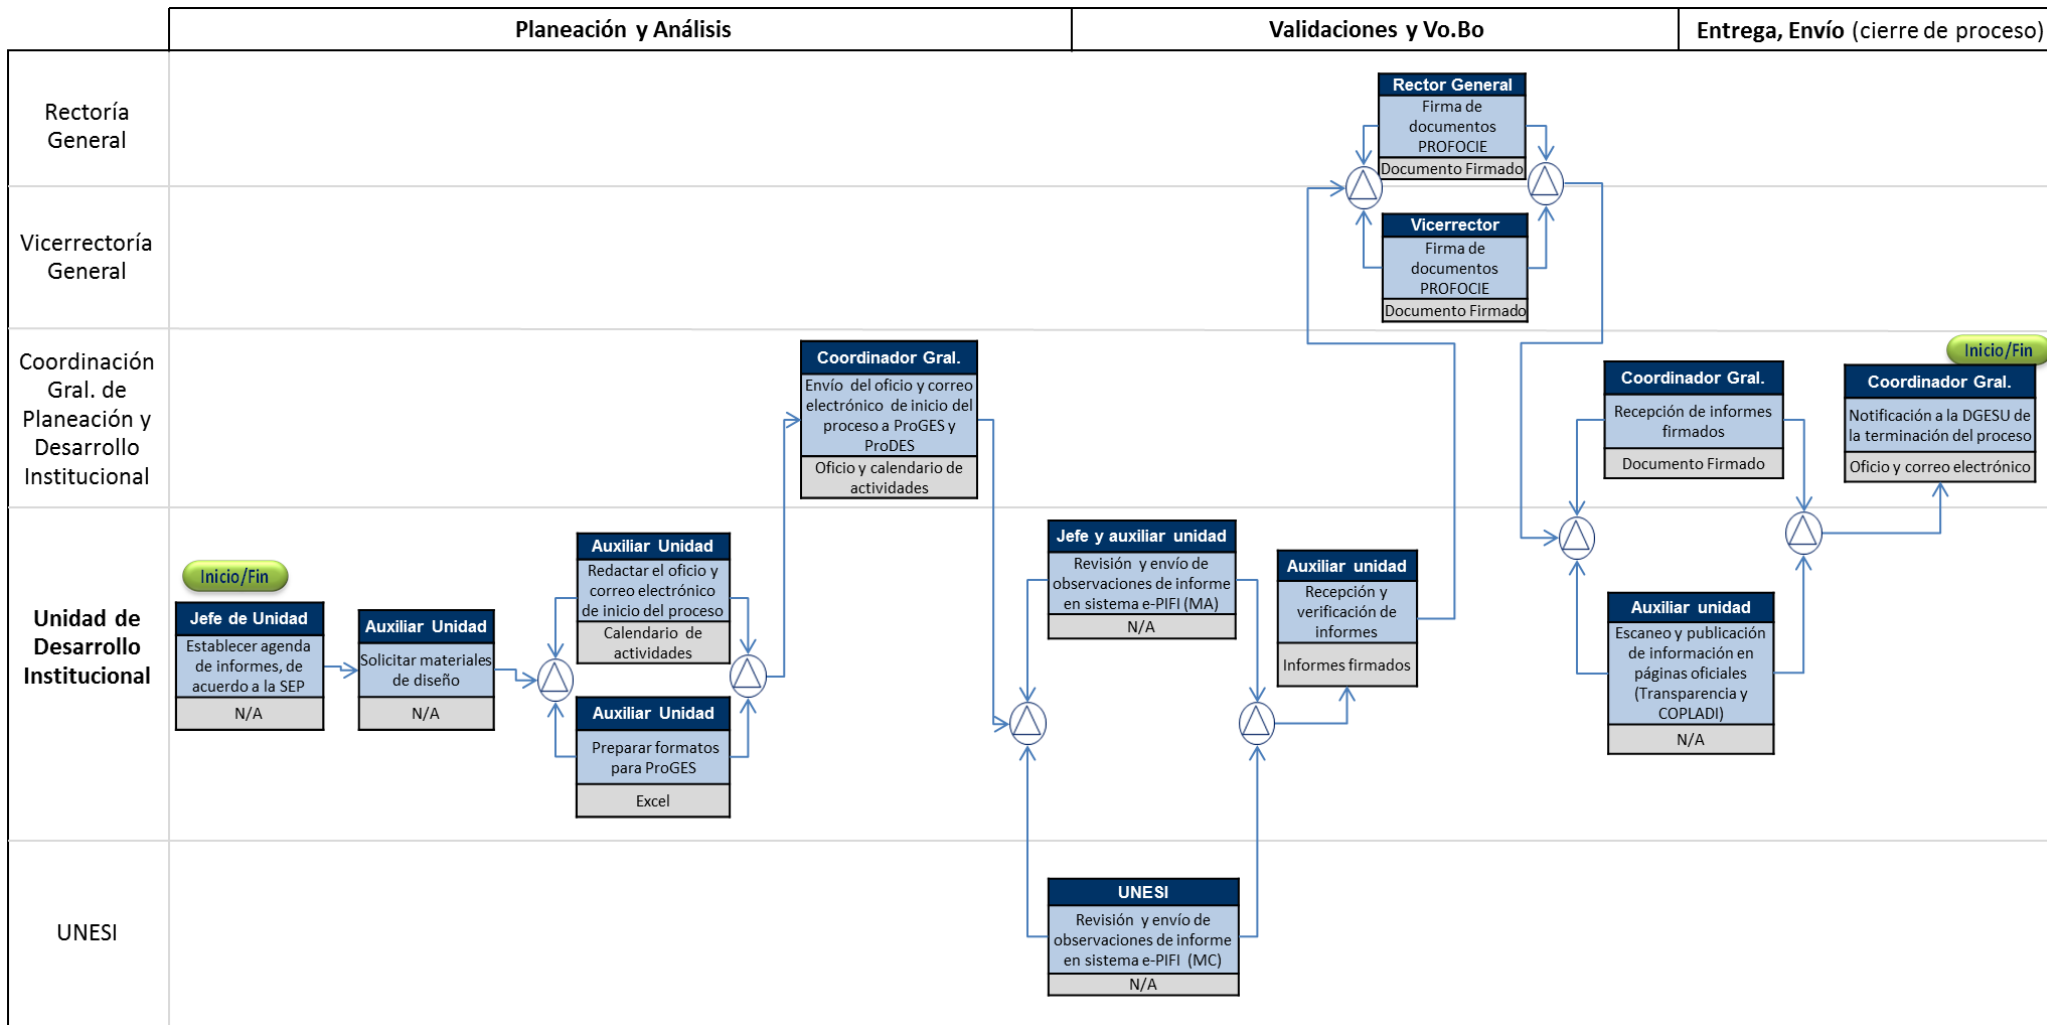 Planeación y Análisis
Validaciones y Vo.Bo
Entrega, Envío (cierre de proceso)
Rectoría
General
Rector General
Firma de
documentos
PROFOCIE
Documento Firmado
Vicerrectoría
General
Vicerrector
Firma de
documentos
PROFOCIE
Documento Firmado
Coordinación
Gral. de
Planeación y
Desarrollo
Institucional
Coordinador Gral.
Envío del oficio y correo
electrónico de inicio del
proceso a ProGES y
ProDES
Oficio y calendario de
actividades
Coordinador Gral.
Recepción de informes
firmados
Documento Firmado
Inicio/Fin
Coordinador Gral.
Notificación a la DGESU de
la terminación del proceso
Oficio y correo electrónico
Unidad de
Desarrollo
Institucional
Inicio/Fin
Jefe de Unidad
Establecer agenda
de informes, de
acuerdo a la SEP
N/A
Auxiliar Unidad
Solicitar materiales
de diseño
N/A
Auxiliar Unidad
Redactar el oficio y
correo electrónico
de inicio del proceso
Calendario de
actividades
Auxiliar Unidad
Preparar formatos
para ProGES
Excel
Jefe y auxiliar unidad
Revisión y envío de
observaciones de informe
en sistema e-PIFI (MA)
N/A
Auxiliar unidad
Recepción y
verificación de
informes
Informes firmados
Auxiliar unidad
Escaneo y publicación
de información en
páginas oficiales
(Transparencia y
COPLADI)
N/A
UNESI
UNESI
Revisión y envío de
observaciones de informe
en sistema e-PIFI (MC)
N/A